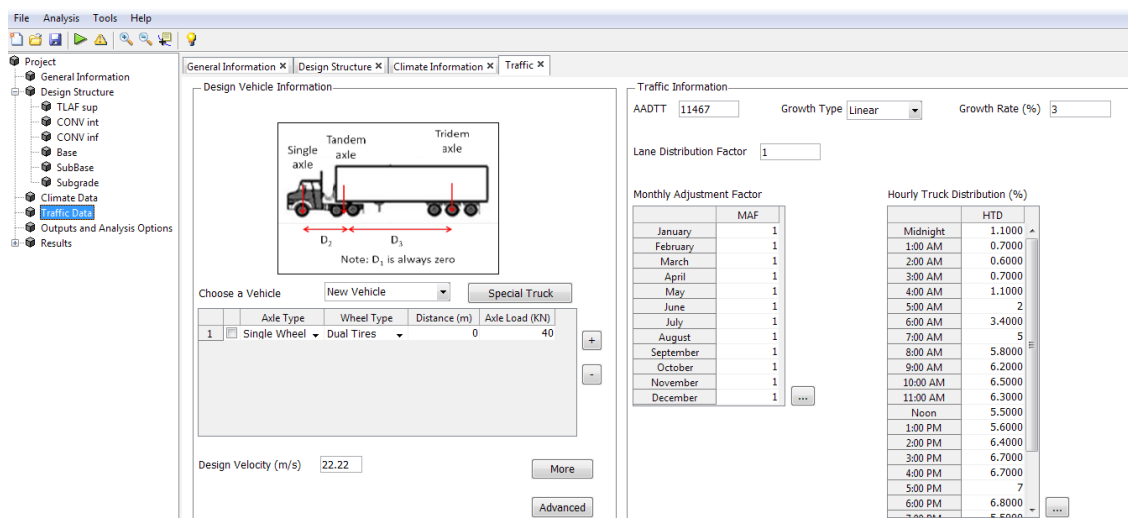 File Analysis Tools Help
Project
General Information
Design Structure
TLAF sup
CONV int
CONV inf
Base
SubBase
Subgrade
Climate Data
Traffic Data
Outputs and Analysis Options
Results
General Information × Design Structure × Climate Information × Traffic ×
Design Vehicle Information
Single axle
Tandem axle
Tridem axle
D2 D3
Note: D1 is always zero
Choose a Vehicle New Vehicle Special Truck
Axle Type Wheel Type Distance (m) Axle Load (KN)
1 Single Wheel Dual Tires 0 40
+
-
Design Velocity (m/s) 22.22 More
Advanced
Traffic Information
AADTT 11467 Growth Type Linear Growth Rate (%) 3
Lane Distribution Factor 1
Monthly Adjustment Factor
MAF
January 1
February 1
March 1
April 1
May 1
June 1
July 1
August 1
September 1
October 1
November 1
December 1
...
Hourly Truck Distribution (%)
HTD
Midnight 1.1000
1:00 AM 0.7000
2:00 AM 0.6000
3:00 AM 0.7000
4:00 AM 1.1000
5:00 AM 2
6:00 AM 3.4000
7:00 AM 5
8:00 AM 5.8000
9:00 AM 6.2000
10:00 AM 6.5000
11:00 AM 6.3000
Noon 5.5000
1:00 PM 5.6000
2:00 PM 6.4000
3:00 PM 6.7000
4:00 PM 6.7000
5:00 PM 7
6:00 PM 6.8000
...